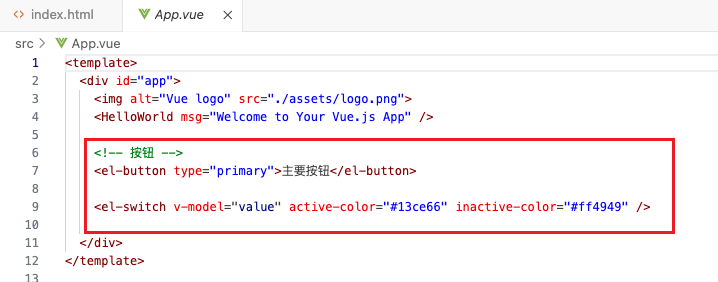 index.html App.vue
src > App.vue
1 <template>
2 <div id="app">
3 <img alt="Vue logo" src="./assets/logo.png">
4 <HelloWorld msg="Welcome to Your Vue.js App" />
5
6 <!-- 按钮 -->
7 <el-button type="primary">主要按钮</el-button>
8
9 <el-switch v-model="value" active-color="#13ce66" inactive-color="#ff4949" />
10
11 </div>
12 </template>
13